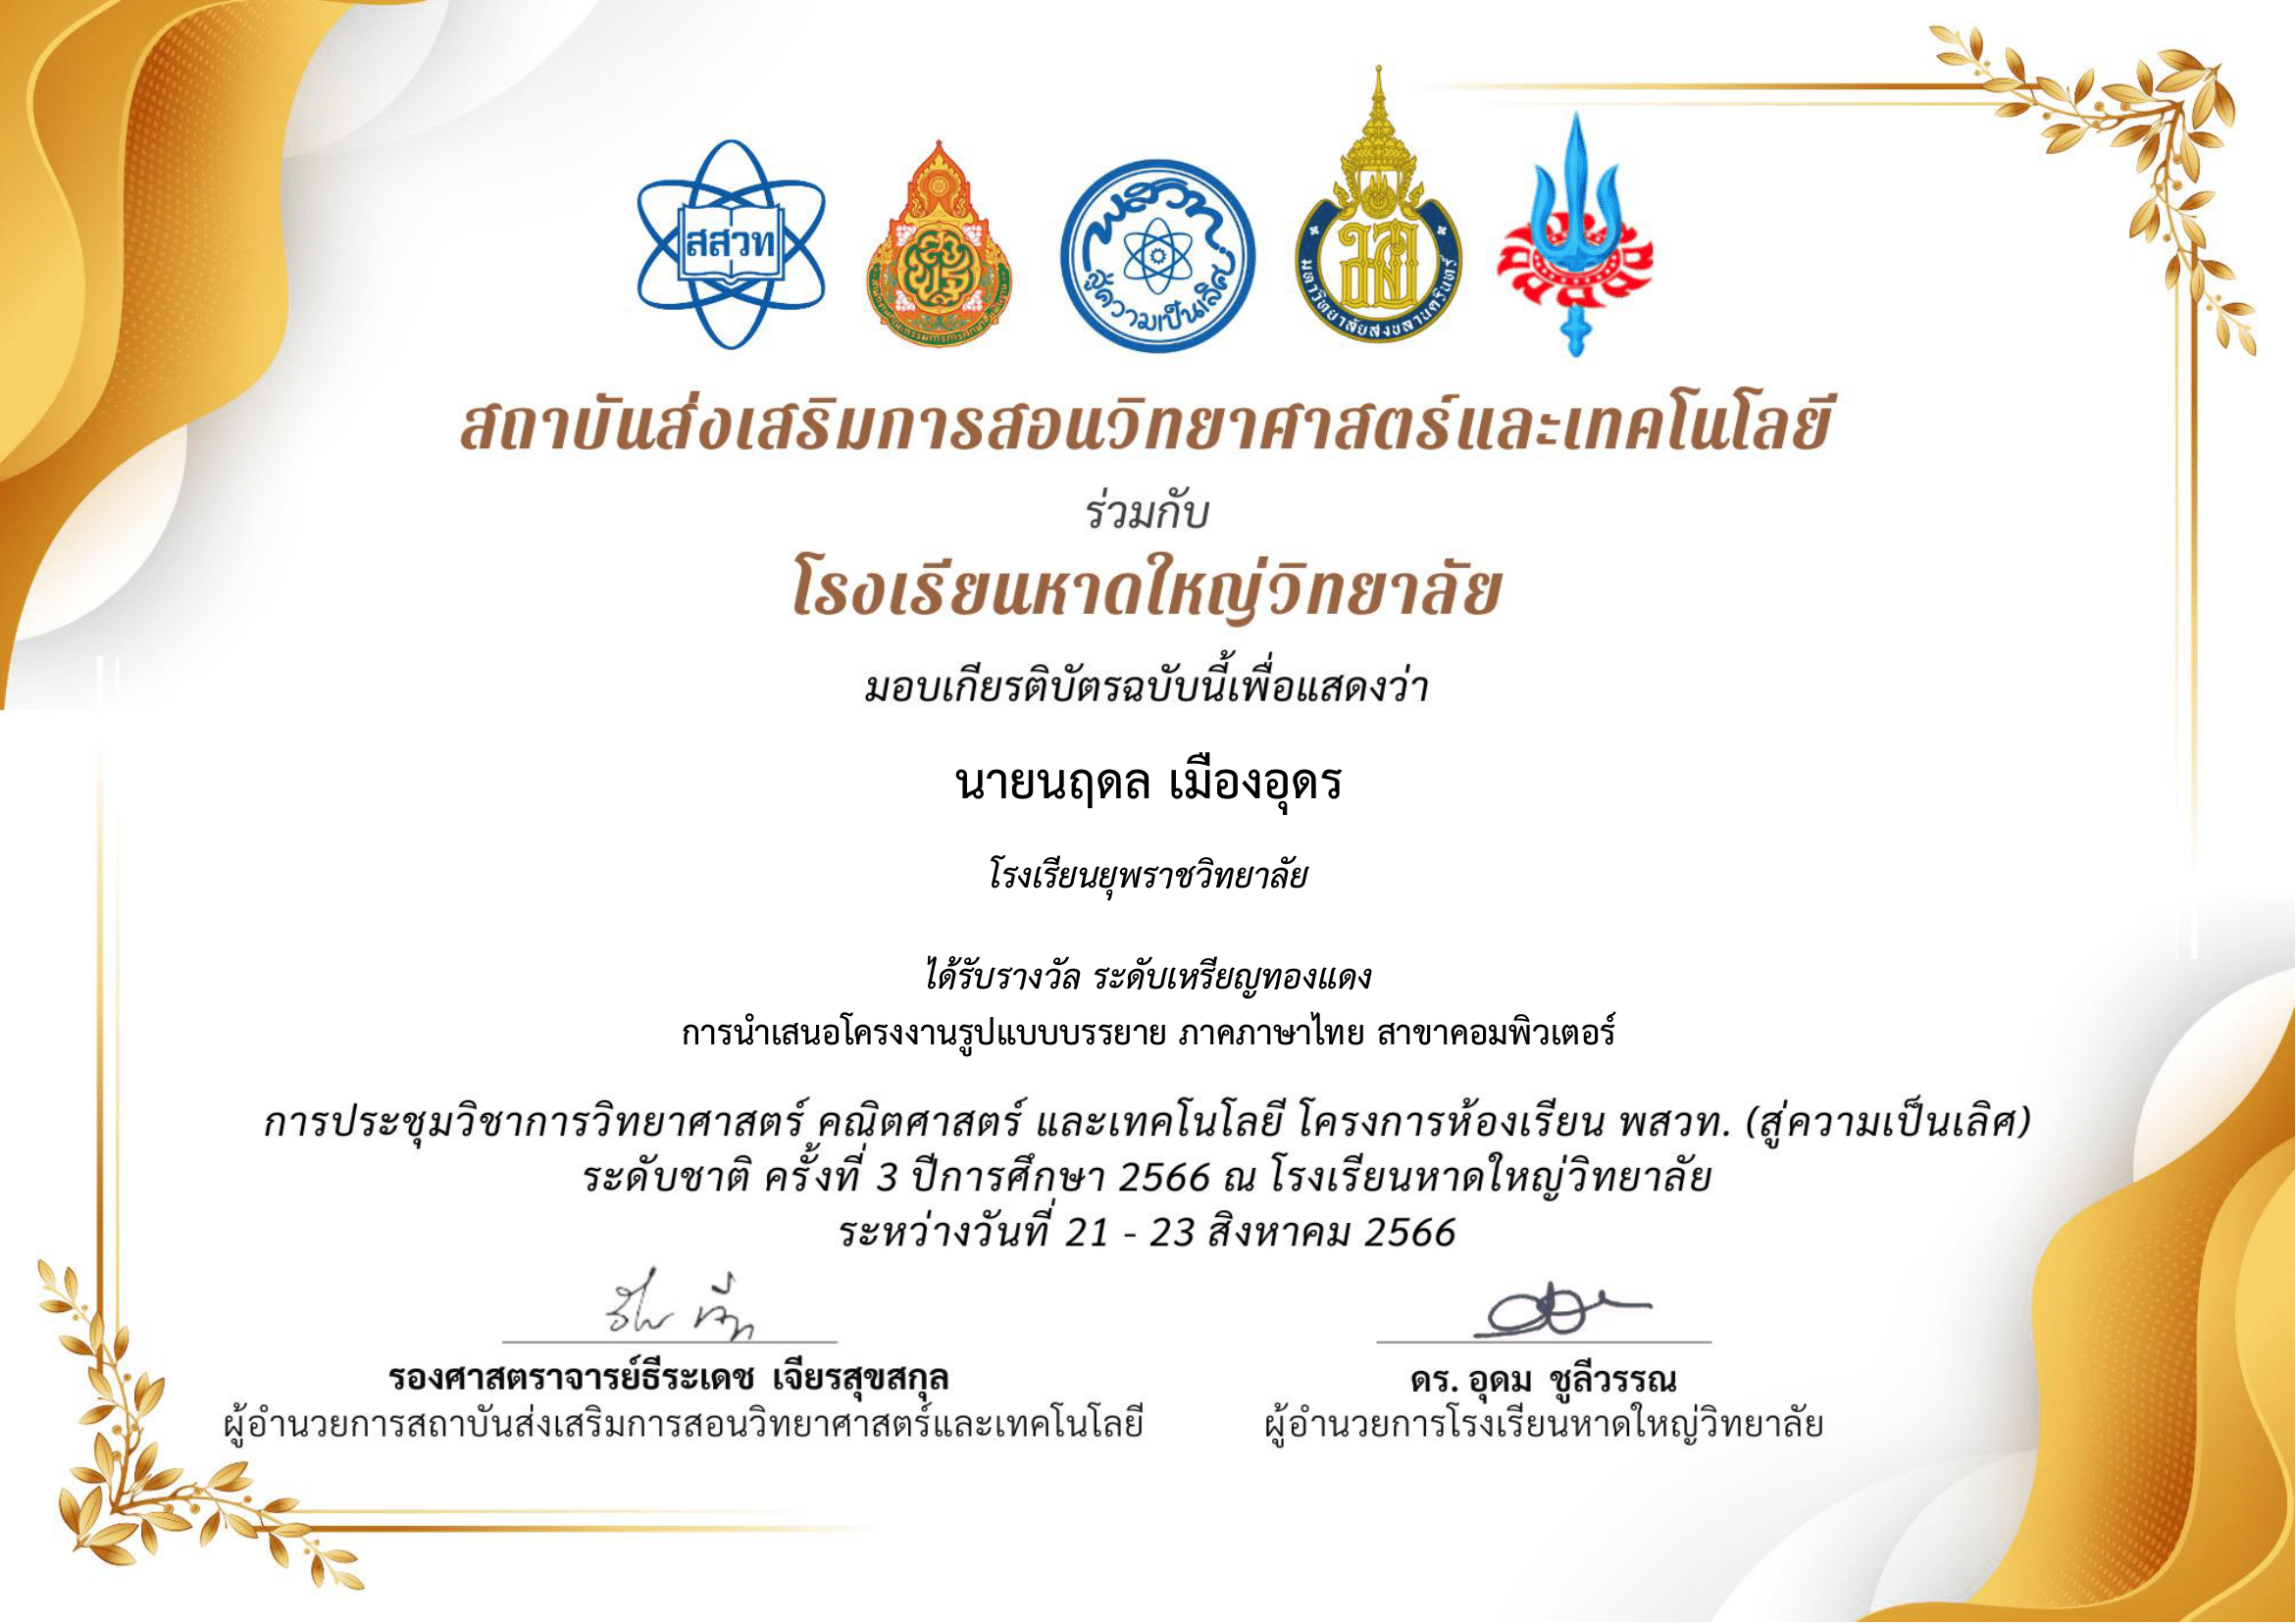 สสวท
พสวท.
สู่ความเป็นเลิศ
มหาวิทยาลัยสงขลานครินทร์
สถาบันส่งเสริมการสอนวิทยาศาสตร์และเทคโนโลยี
ร่วมกับ
โรงเรียนหาดใหญ่วิทยาลัย
มอบเกียรติบัตรฉบับนี้เพื่อแสดงว่า
นายนฤดล เมืองอุดร
โรงเรียนยุพราชวิทยาลัย
ได้รับรางวัล ระดับเหรียญทองแดง
การนำเสนอโครงงานรูปแบบบรรยาย ภาคภาษาไทย สาขาคอมพิวเตอร์
การประชุมวิชาการวิทยาศาสตร์ คณิตศาสตร์ และเทคโนโลยี โครงการห้องเรียน พสวท. (สู่ความเป็นเลิศ)
ระดับชาติ ครั้งที่ 3 ปีการศึกษา 2566 ณ โรงเรียนหาดใหญ่วิทยาลัย
ระหว่างวันที่ 21 - 23 สิงหาคม 2566
รองศาสตราจารย์ธีระเดช เจียรสุขสกุล
ผู้อำนวยการสถาบันส่งเสริมการสอนวิทยาศาสตร์และเทคโนโลยี
ดร. อุดม ชูลีวรรณ
ผู้อำนวยการโรงเรียนหาดใหญ่วิทยาลัย